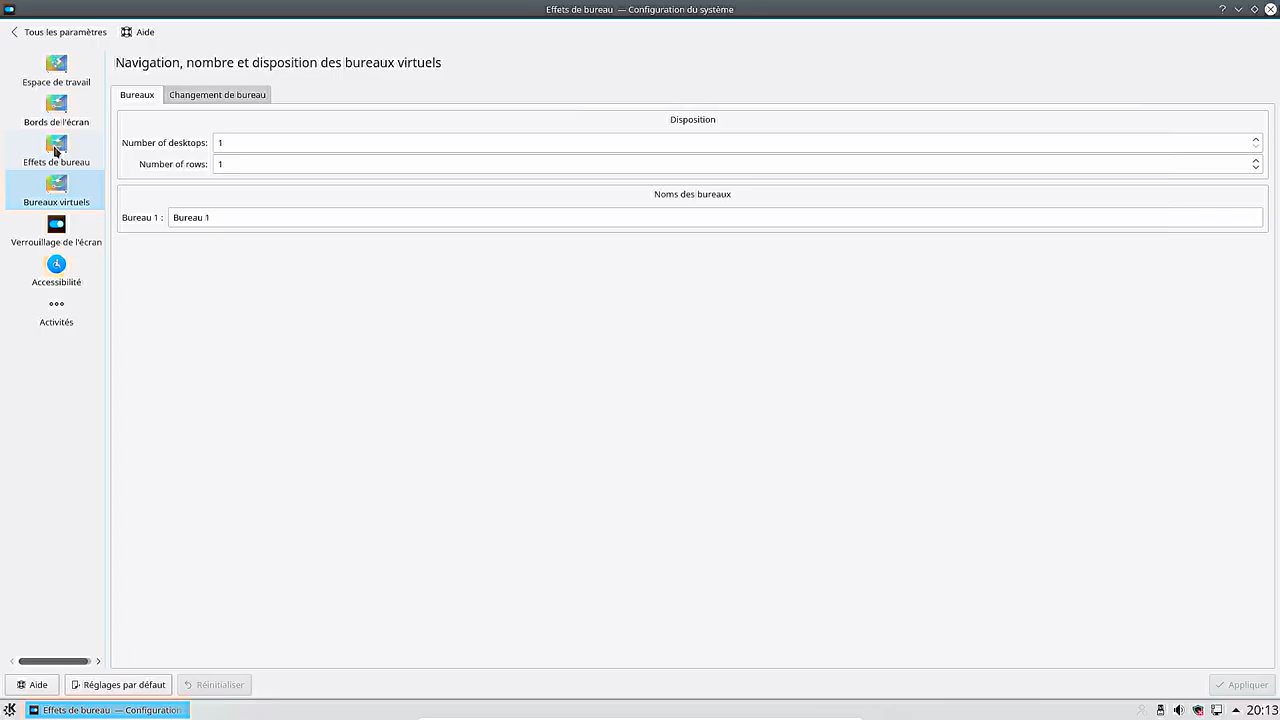 Effets de bureau — Configuration du système
Tous les paramètres
Aide
Espace de travail
Bords de l'écran
Effets de bureau
Bureaux virtuels
Verrouillage de l'écran
Accessibilité
Activités
Navigation, nombre et disposition des bureaux virtuels
Bureaux
Changement de bureau
Disposition
Number of desktops: 1
Number of rows: 1
Noms des bureaux
Bureau 1 : Bureau 1
Aide
Réglages par défaut
Réinitialiser
Appliquer
Effets de bureau — Configuration
20:13